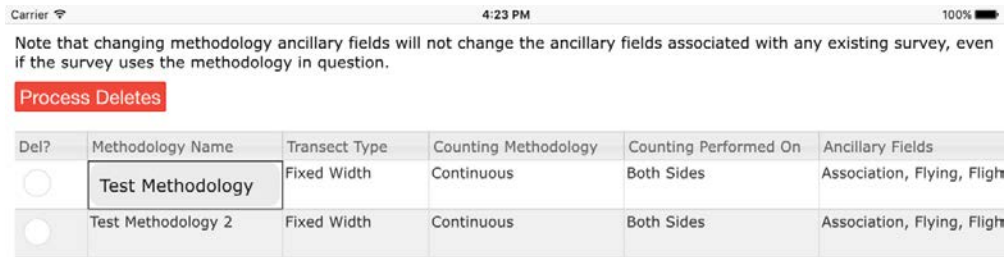 Carrier 4:23 PM 100%
Note that changing methodology ancillary fields will not change the ancillary fields associated with any existing survey, even
if the survey uses the methodology in question.
Process Deletes
Del? Methodology Name Transect Type Counting Methodology Counting Performed On Ancillary Fields
Test Methodology Fixed Width Continuous Both Sides Association, Flying, Fligh
Test Methodology 2 Fixed Width Continuous Both Sides Association, Flying, Fligh